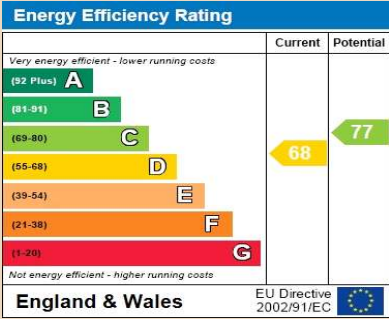 Energy Efficiency Rating
Current Potential
Very energy efficient - lower running costs
(92 Plus) A
(81-91) B
(69-80) C
77
(55-68) D
68
(39-54) E
(21-38) F
(1-20) G
Not energy efficient - higher running costs
England & Wales
EU Directive
2002/91/EC